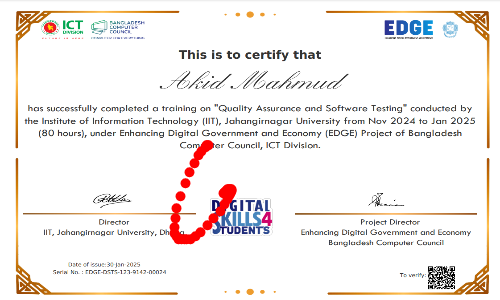 ICT
DIVISION
BANGLADESH
COMPUTER
COUNCIL
EDGE
This is to certify that
Akid Mahmud
has successfully completed a training on "Quality Assurance and Software Testing" conducted by
the Institute of Information Technology (IIT), Jahangirnagar University from Nov 2024 to Jan 2025
(80 hours), under Enhancing Digital Government and Economy (EDGE) Project of Bangladesh
Council, ICT Division.
DIGITAL
SKILLS4
STUDENTS
Director
IIT, Jahangirnagar University,
Project Director
Enhancing Digital Government and Economy
Bangladesh Computer Council
Date of issue:30-Jan-2025
Serial No. : EDGE-DSTS-123-9142-00024
To verify: